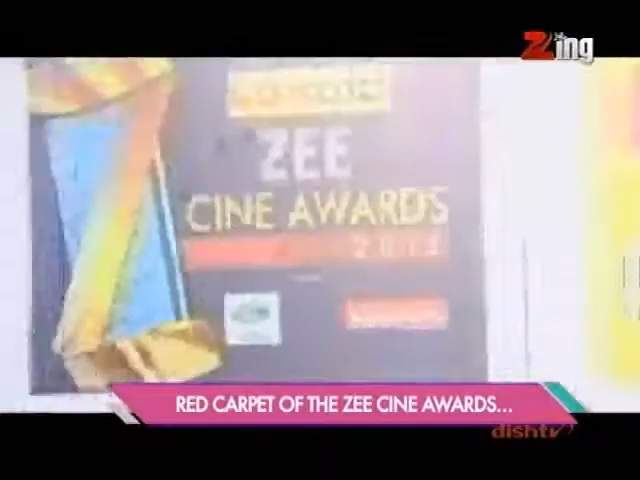 Zing
ZEE
CINE AWARDS
RED CARPET OF THE ZEE CINE AWARDS...
dishtv